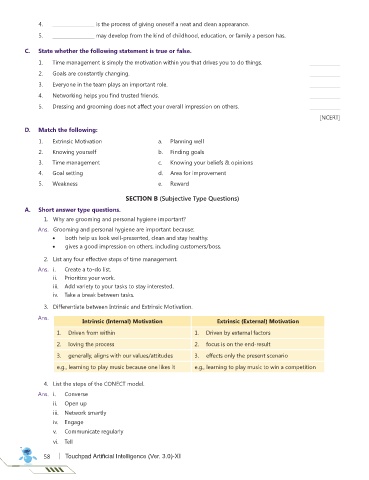 4. ________________ is the process of giving oneself a neat and clean appearance.
5. ________________ may develop from the kind of childhood, education, or family a person has.
C. State whether the following statement is true or false.
1. Time management is simply the motivation within you that drives you to do things. __________
2. Goals are constantly changing. __________
3. Everyone in the team plays an important role. __________
4. Networking helps you find trusted friends. __________
5. Dressing and grooming does not affect your overall impression on others. __________
[NCERT]
D. Match the following:
1. Extrinsic Motivation a. Planning well
2. Knowing yourself b. Finding goals
3. Time management c. Knowing your beliefs & opinions
4. Goal setting d. Area for improvement
5. Weakness e. Reward
SECTION B (Subjective Type Questions)
A. Short answer type questions.
1. Why are grooming and personal hygiene important?
Ans. Grooming and personal hygiene are important because:
• both help us look well-presented, clean and stay healthy.
• gives a good impression on others, including customers/boss.
2. List any four effective steps of time management.
Ans. i. Create a to-do list.
ii. Prioritize your work.
iii. Add variety to your tasks to stay interested.
iv. Take a break between tasks.
3. Differentiate between Intrinsic and Extrinsic Motivation.
Ans.
Intrinsic (Internal) Motivation Extrinsic (External) Motivation
1. Driven from within 1. Driven by external factors
2. loving the process 2. focus is on the end-result
3. generally, aligns with our values/attitudes 3. effects only the present scenario
e.g., learning to play music because one likes it e.g., learning to play music to win a competition
4. List the steps of the CONECT model.
Ans. i. Converse
ii. Open up
iii. Network smartly
iv. Engage
v. Communicate regularly
vi. Tell
58 Touchpad Artificial Intelligence (Ver. 3.0)-XI